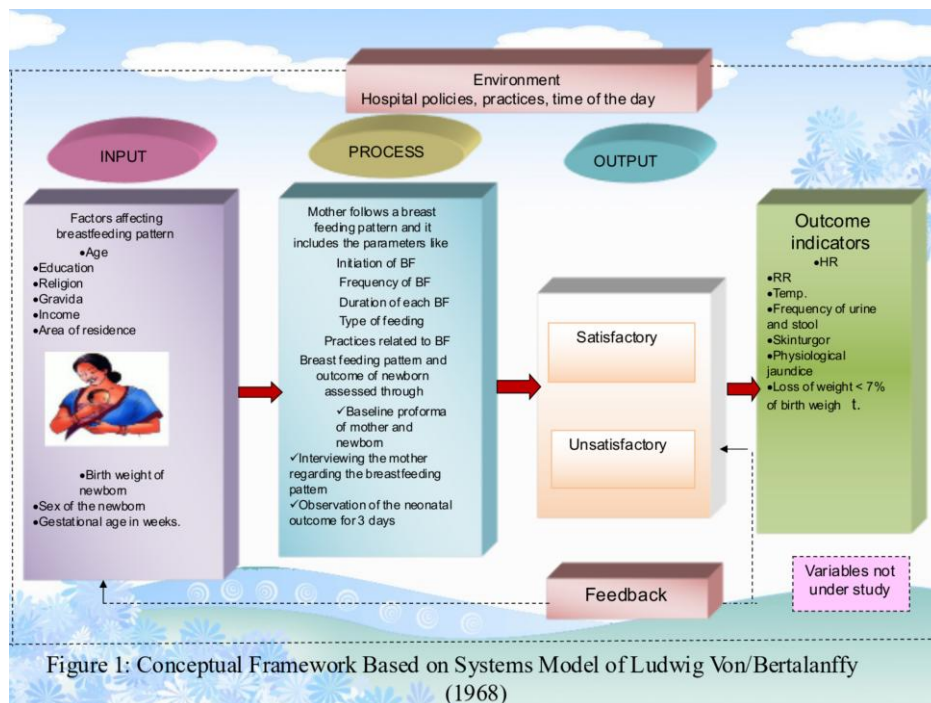 Environment
Hospital policies, practices, time of the day
INPUT
PROCESS
OUTPUT
Factors affecting
breastfeeding pattern
•Age
•Education
•Religion
•Gravida
•Income
•Area of residence
•Birth weight of
newborn
•Sex of the newborn
•Gestational age in weeks.
Mother follows a breast
feeding pattern and it
includes the parameters like
Initiation of BF
Frequency of BF
Duration of each BF
Type of feeding
Practices related to BF
Breast feeding pattern and
outcome of newborn
assessed through
✓Baseline proforma
of mother and
newborn
✓Interviewing the mother
regarding the breastfeeding
pattern
✓Observation of the neonatal
outcome for 3 days
Satisfactory
Unsatisfactory
Outcome
indicators
•HR
•RR
•Temp.
•Frequency of urine
and stool
•Skinturgor
•Physiological
jaundice
•Loss of weight < 7%
of birth weigh t.
Feedback
Variables not
under study
Figure 1: Conceptual Framework Based on Systems Model of Ludwig Von/Bertalanffy
(1968)